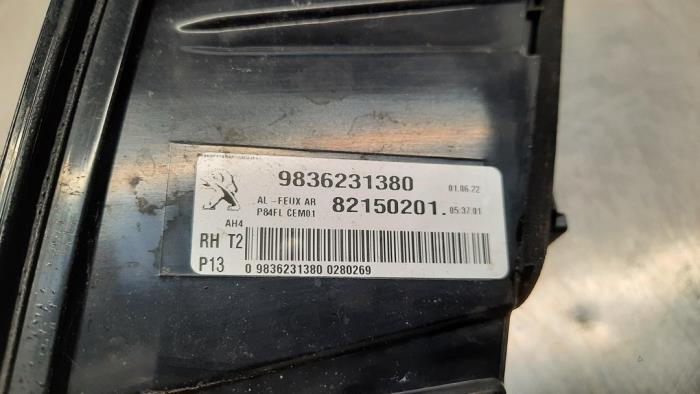 9836231380 01.06.22
AL -FEUX AR 82150201. 05:37:01
P84FL CEM01
AH4
RH T2
P13 0 9836231380 0280269